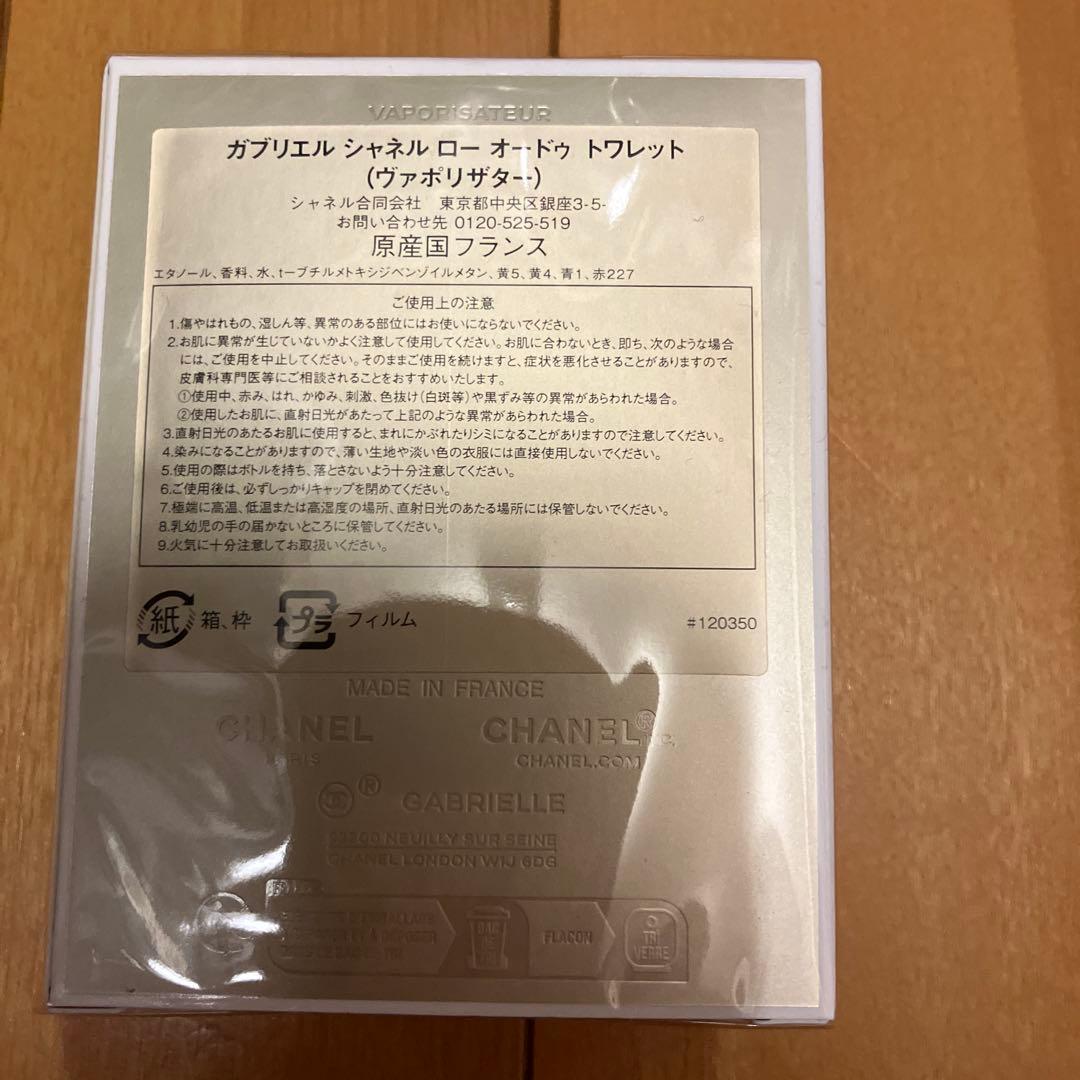 VAPORISATEUR
ガブリエル シャネル ロー オードゥ トワレット
(ヴァポリザター)
シャネル合同会社 東京都中央区銀座3-5-
お問い合わせ先 0120-525-519
原産国フランス
エタノール、香料、水、t-ブチルメトキシジベンゾイルメタン、黄5、黄4、青1、赤227
ご使用上の注意
1.傷やはれもの、湿しん等、異常のある部位にはお使いにならないでください。
2.お肌に異常が生じていないかよく注意して使用してください。お肌に合わないとき、即ち、次のような場合
には、ご使用を中止してください。そのままご使用を続けますと、症状を悪化させることがありますので、
皮膚科専門医等にご相談されることをおすすめいたします。
①使用中、赤み、はれ、かゆみ、刺激、色抜け(白斑等)や黒ずみ等の異常があらわれた場合。
②使用したお肌に、直射日光があたって上記のような異常があらわれた場合。
3.直射日光のあたるお肌に使用すると、まれにかぶれたりシミになることがありますので注意してください。
4.染みになることがありますので、薄い生地や淡い色の衣服には直接使用しないでください。
5.使用の際はボトルを持ち、落とさないよう十分注意してください。
6.ご使用後は、必ずしっかりキャップを閉めてください。
7.極端に高温、低温または高湿度の場所、直射日光のあたる場所には保管しないでください。
8.乳幼児の手の届かないところに保管してください。
9.火気に十分注意してお取扱いください。
紙 箱、枠 プラ フィルム #120350
MADE IN FRANCE
CHANEL CHANEL® INC.
PARIS CHANEL.COM
® GABRIELLE
92200 NEUILLY SUR SEINE
CHANEL LONDON W1J 6DG
FLACON
BAC DE TRI
TRI VERRE